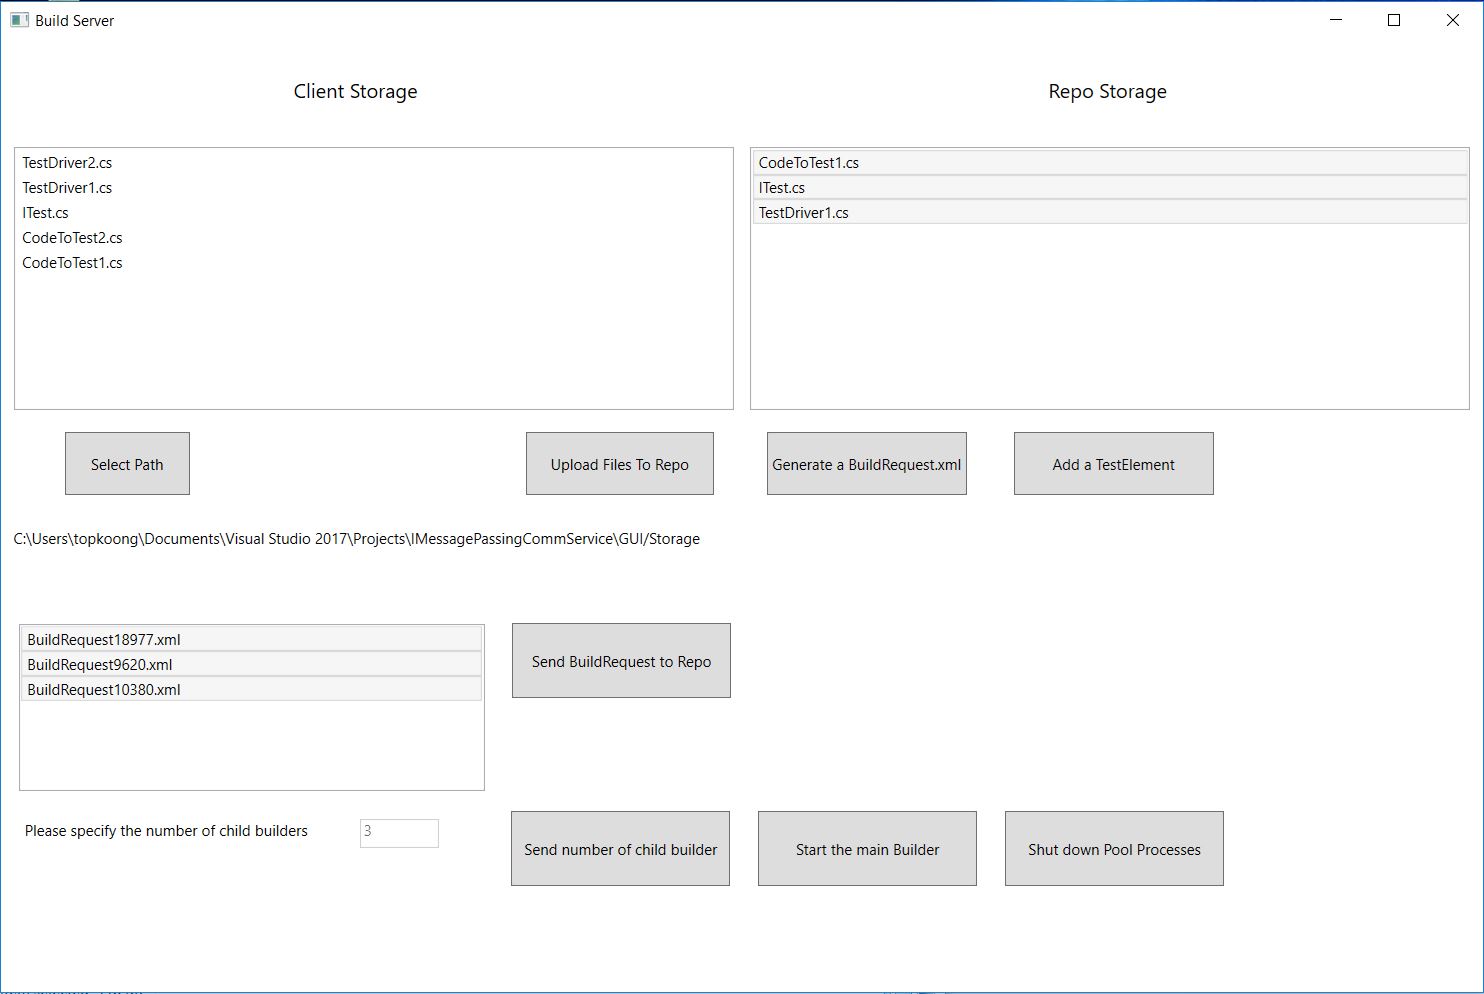 Build Server
Client Storage
Repo Storage
TestDriver2.cs
TestDriver1.cs
ITest.cs
CodeToTest2.cs
CodeToTest1.cs
CodeToTest1.cs
ITest.cs
TestDriver1.cs
Select Path
Upload Files To Repo
Generate a BuildRequest.xml
Add a TestElement
C:\Users\topkoong\Documents\Visual Studio 2017\Projects\IMessagePassingCommService\GUI/Storage
BuildRequest18977.xml
BuildRequest9620.xml
BuildRequest10380.xml
Send BuildRequest to Repo
Please specify the number of child builders
3
Send number of child builder
Start the main Builder
Shut down Pool Processes